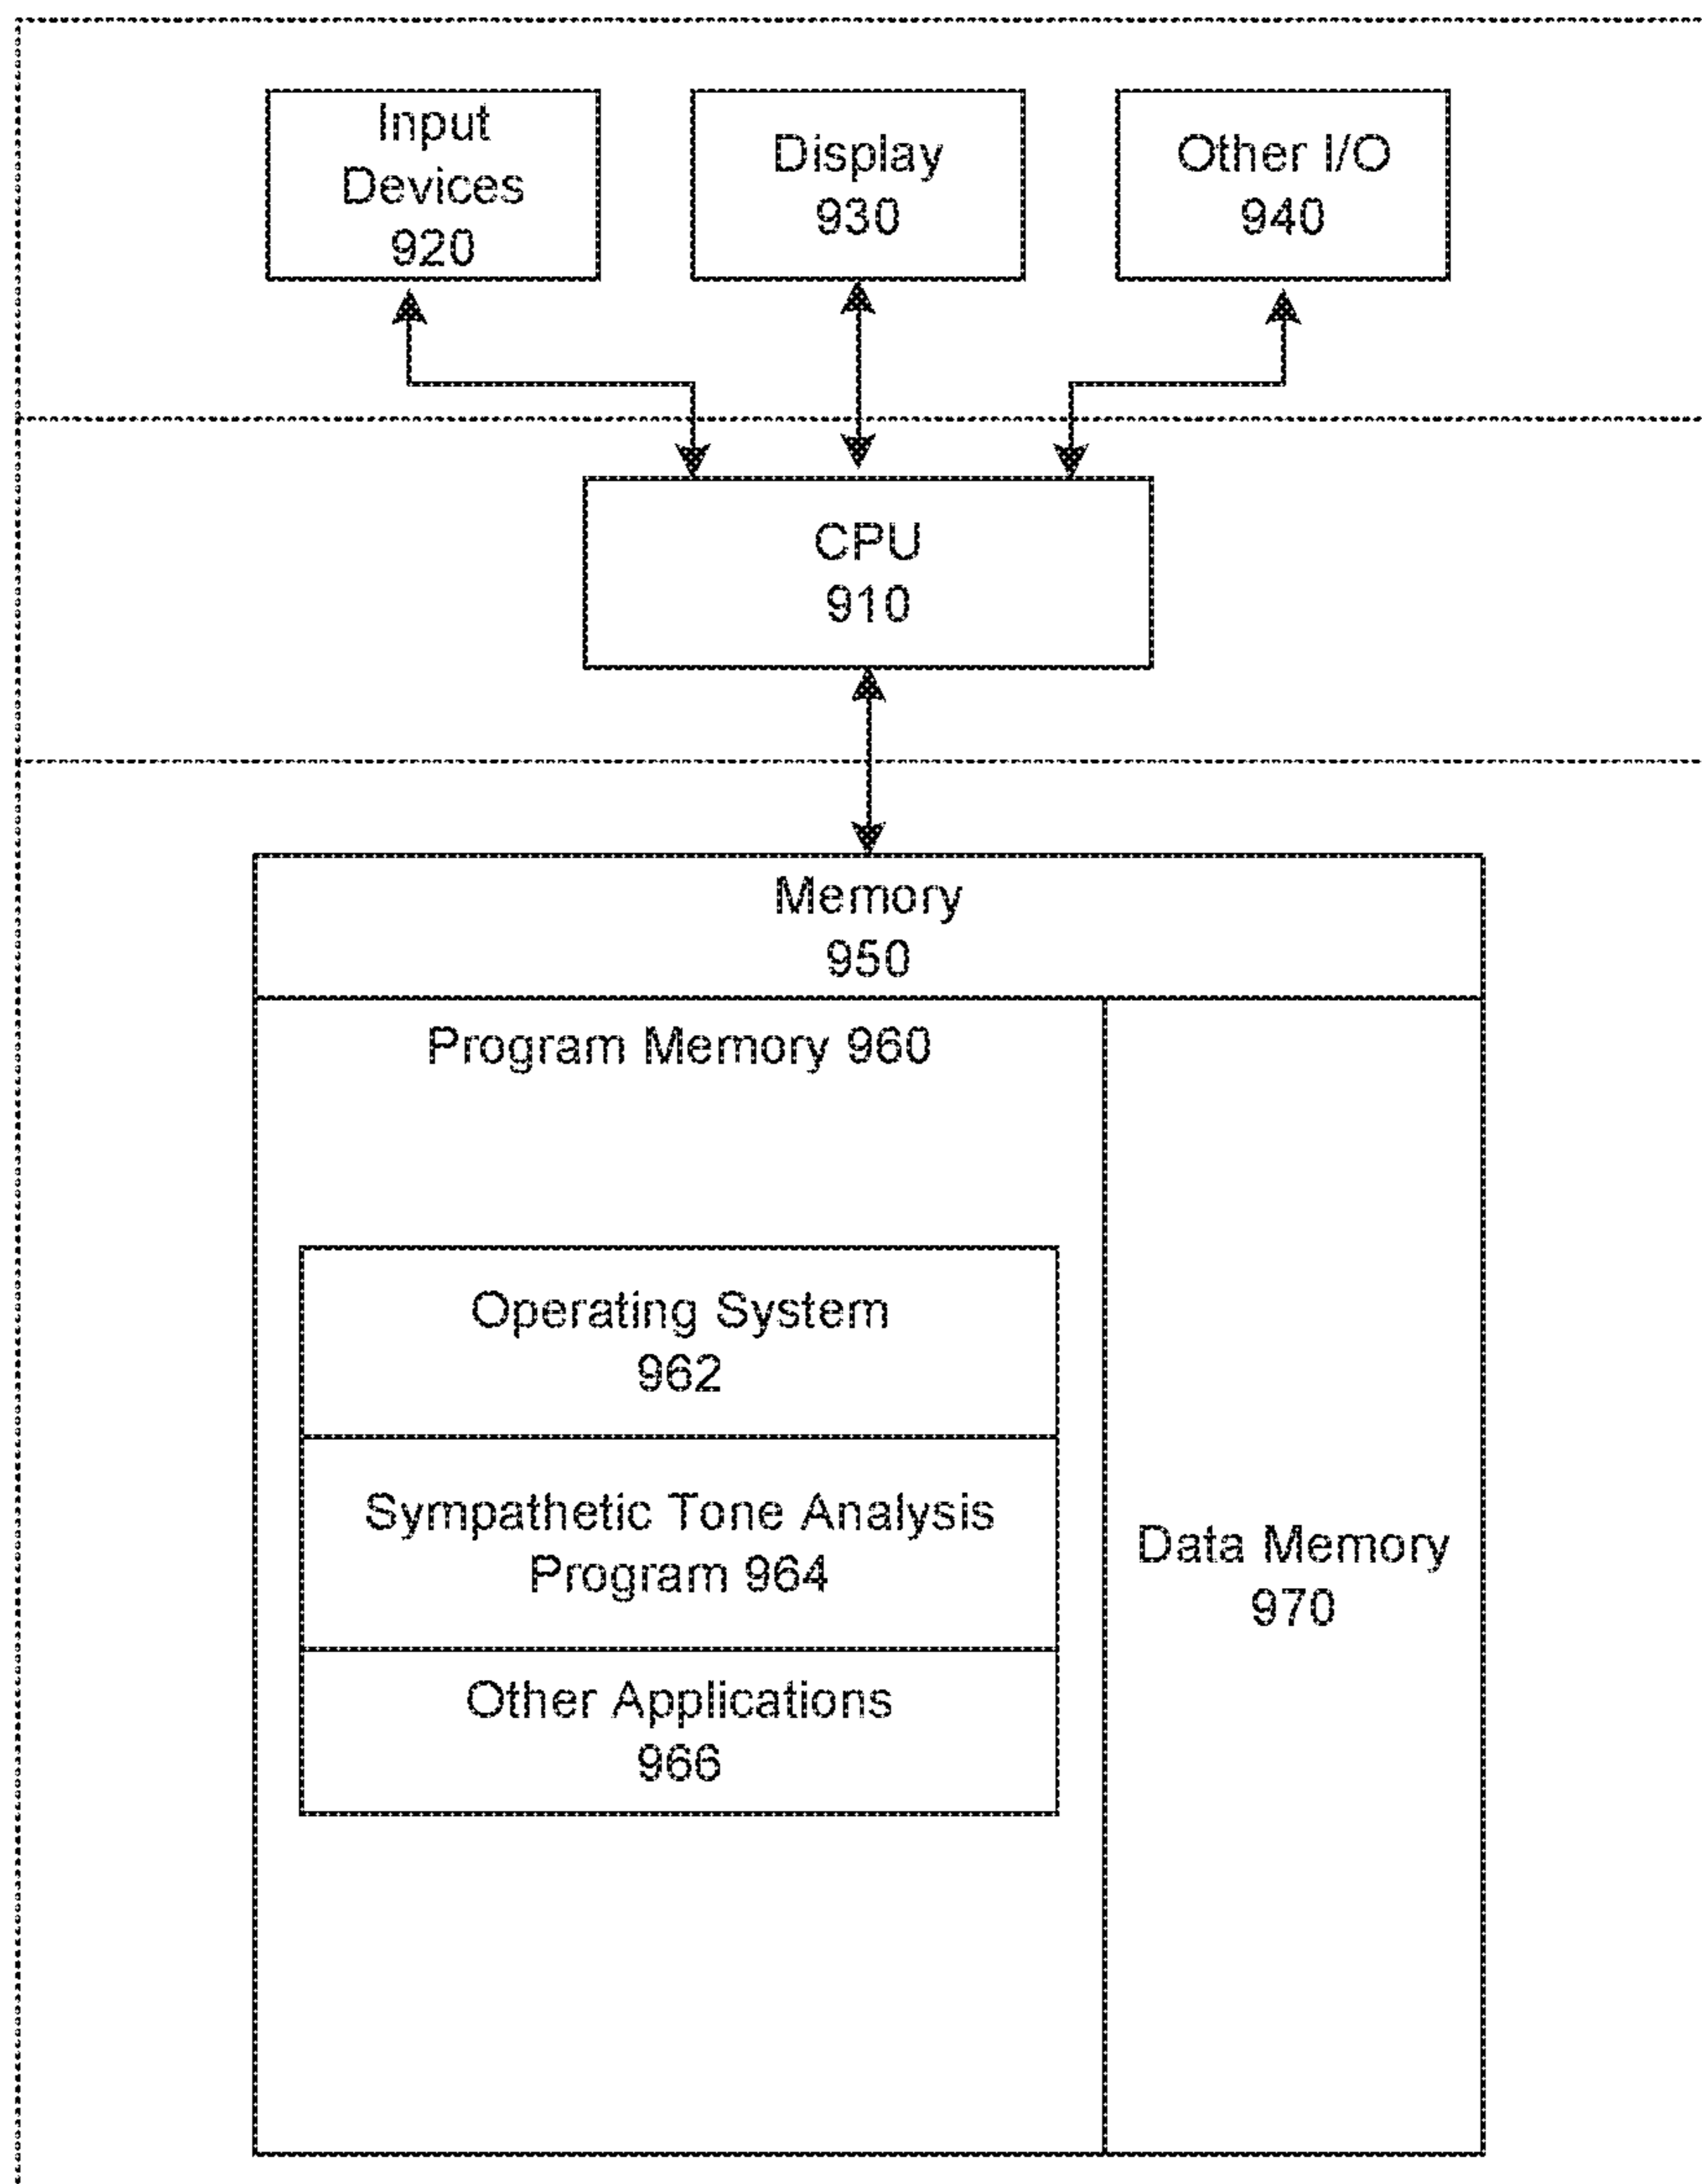 Input
Devices
920
Display
930
Other I/O
940
CPU
910
Memory
950
Program Memory 960
Operating System
962
Sympathetic Tone Analysis
Program 964
Other Applications
966
Data Memory
970